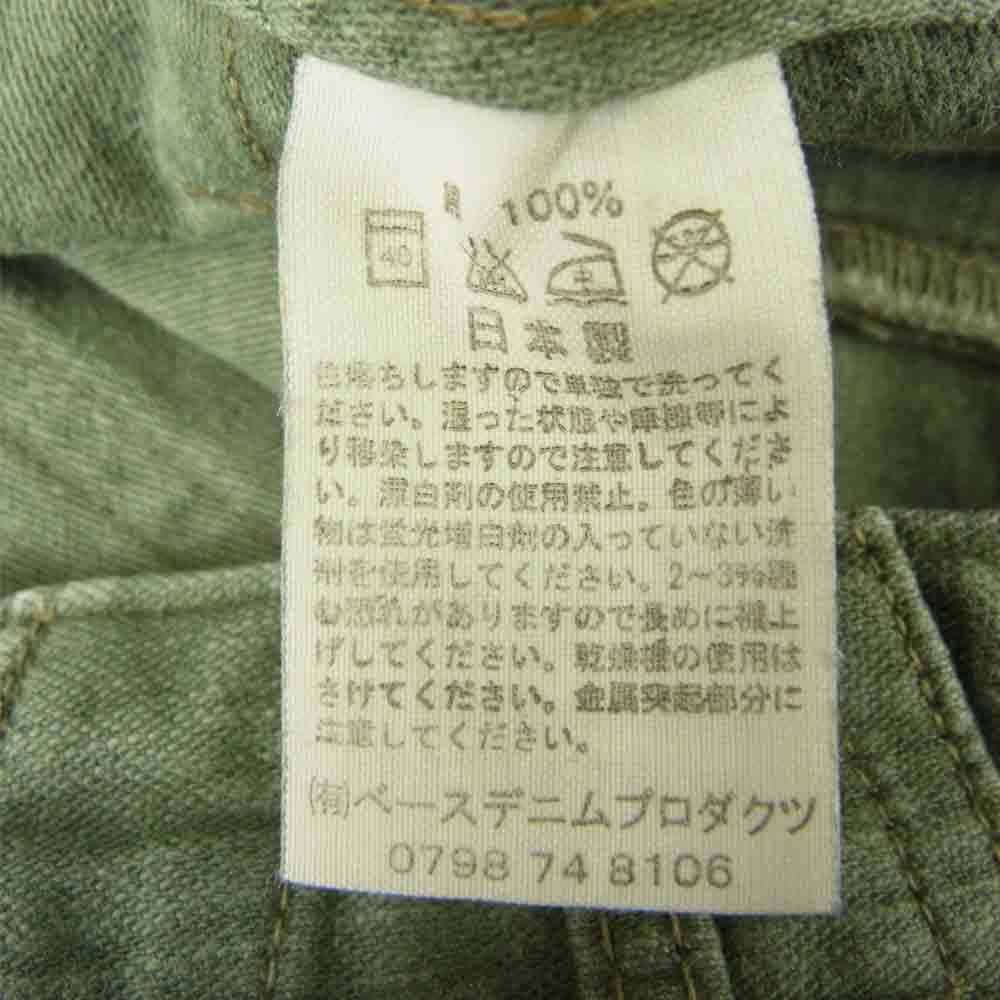 100%
40
日本製
色落ちしますので単独で洗ってく
ださい。湿った状態や摩擦等によ
り移染しますので注意してくださ
い。漂白剤の使用禁止。色の薄い
物は蛍光増白剤の入っていない洗
剤を使用してください。2〜3%縮
む恐れがありますので長めに裾上
げしてください。乾燥機の使用は
さけてください。金属突起部分に
注意してください。
(有)ベースデニムプロダクツ
0798 74 8106